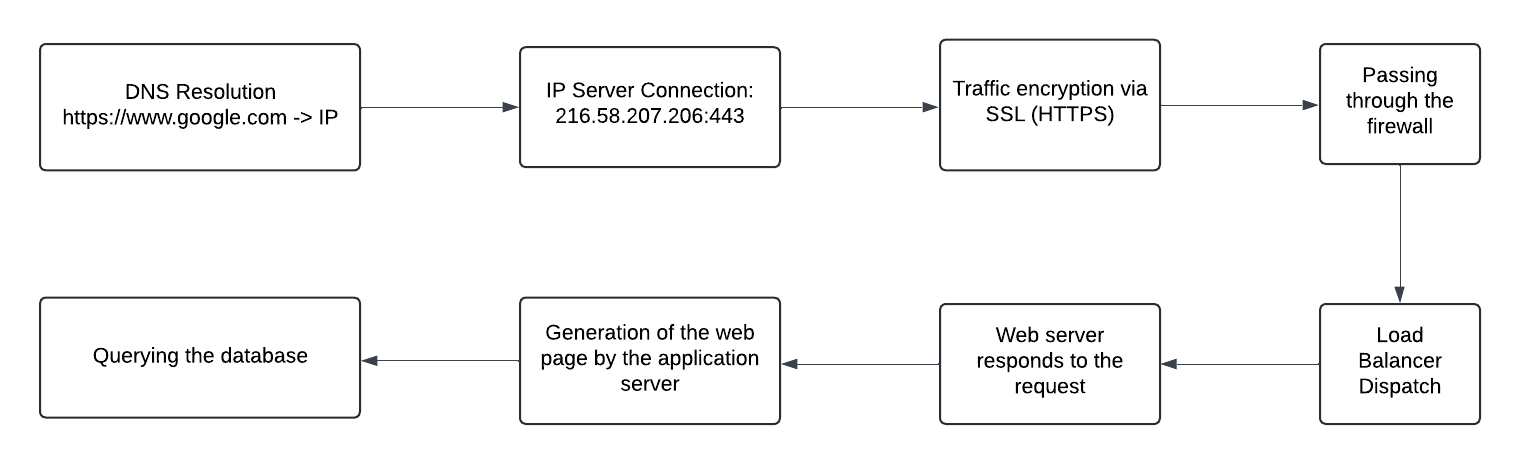 DNS Resolution
https://www.google.com -> IP
IP Server Connection:
216.58.207.206:443
Traffic encryption via
SSL (HTTPS)
Passing
through the
firewall
Load
Balancer
Dispatch
Web server
responds to the
request
Generation of the web
page by the application
server
Querying the database